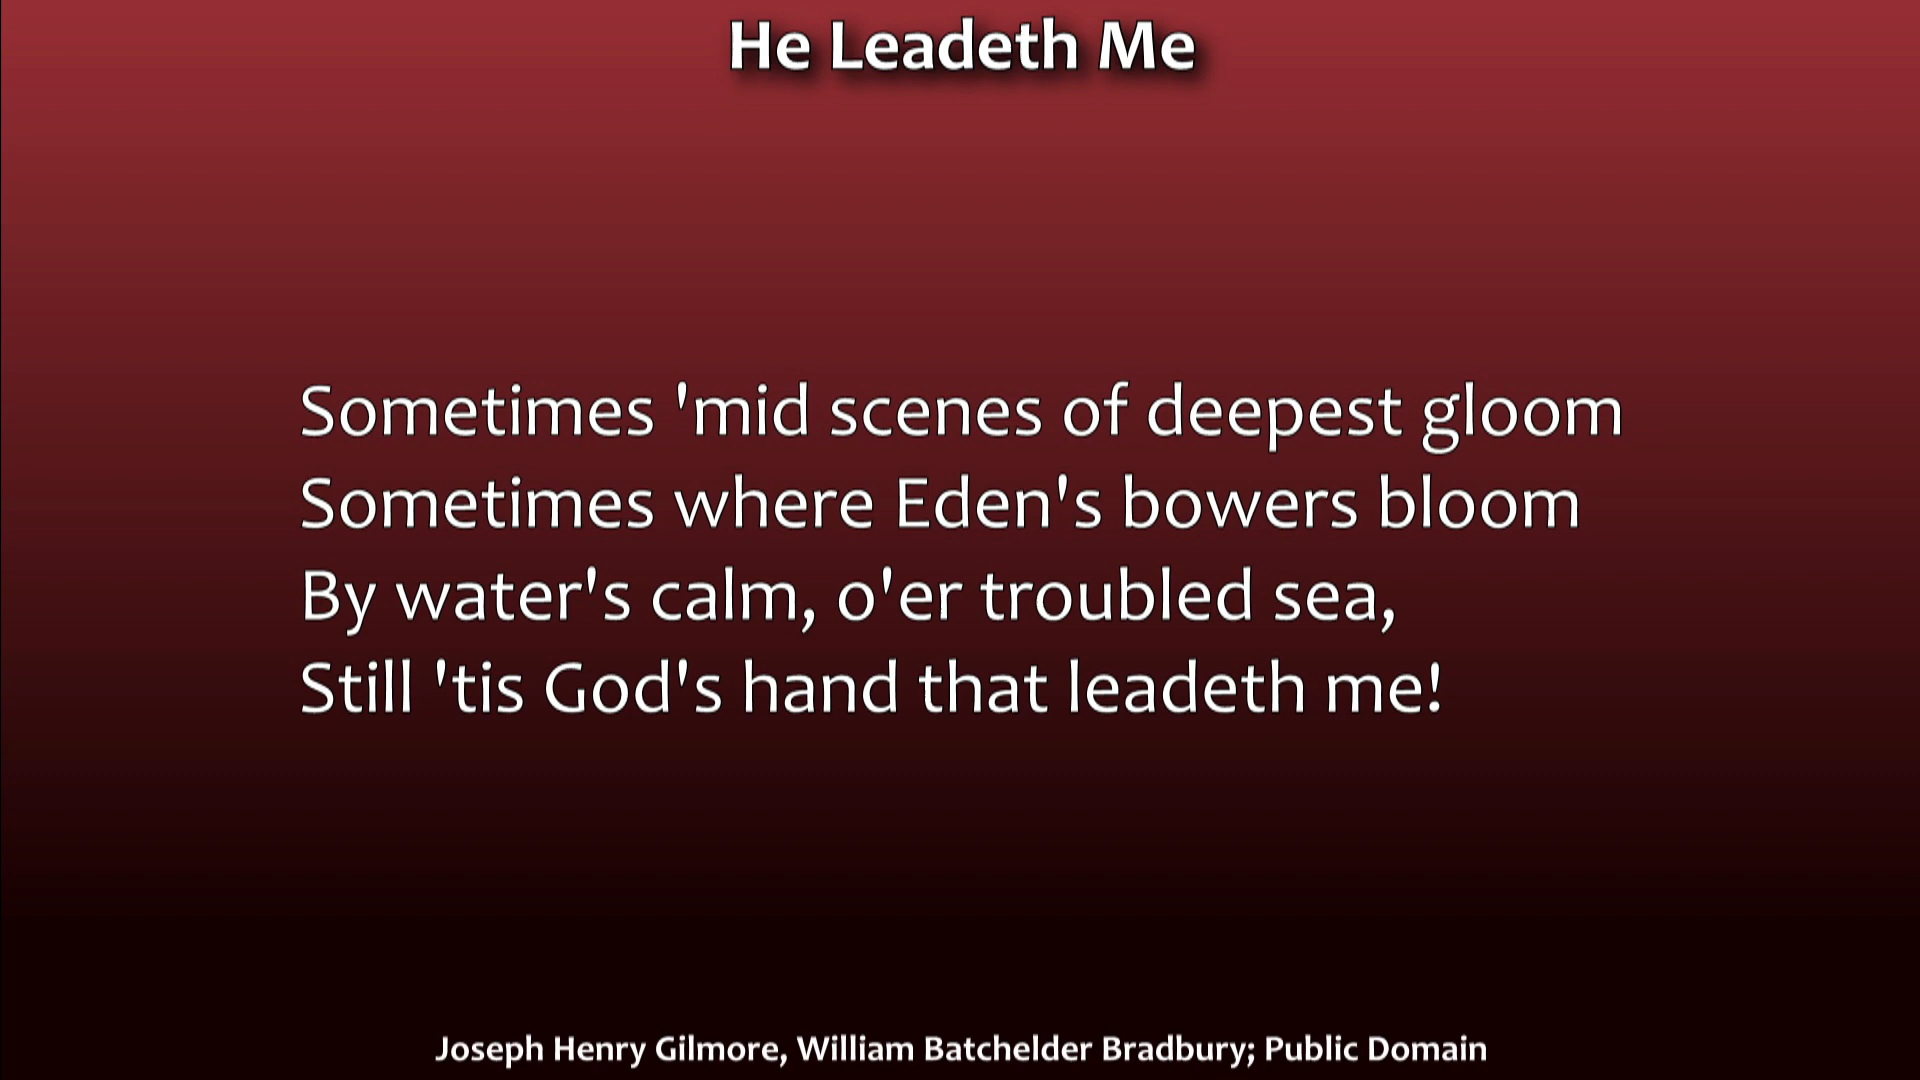 He Leadeth Me
Sometimes 'mid scenes of deepest gloom
Sometimes where Eden's bowers bloom
By water's calm, o'er troubled sea,
Still 'tis God's hand that leadeth me!
Joseph Henry Gilmore, William Batchelder Bradbury; Public Domain